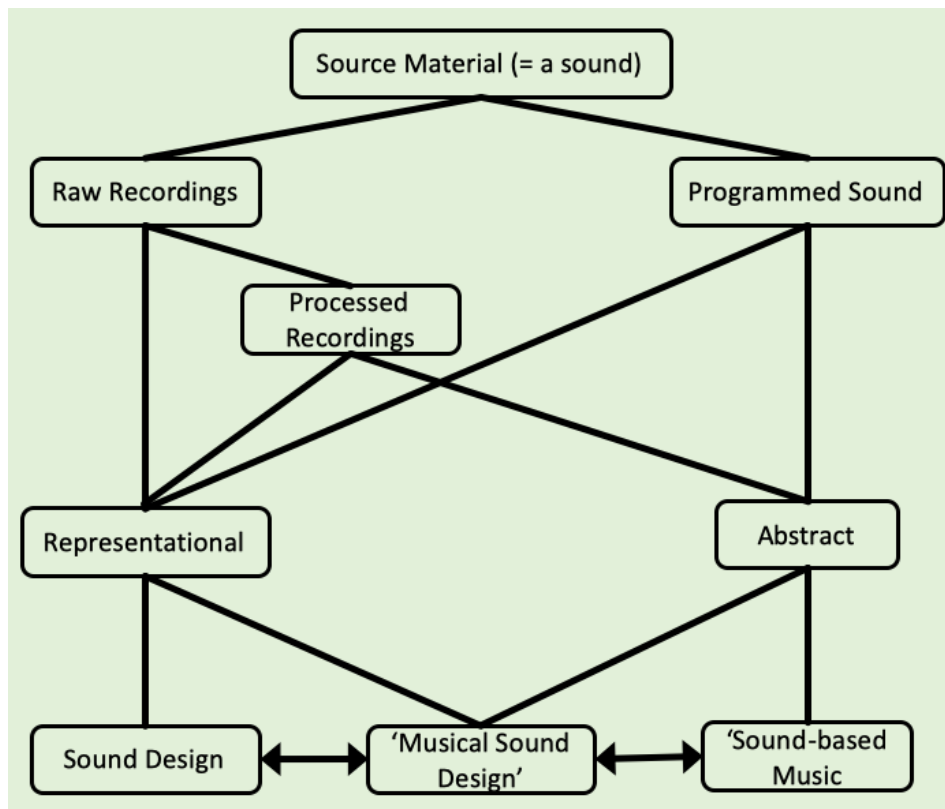 Source Material (= a sound)
Raw Recordings
Programmed Sound
Processed
Recordings
Representational
Abstract
Sound Design
‘Musical Sound
Design’
‘Sound-based
Music